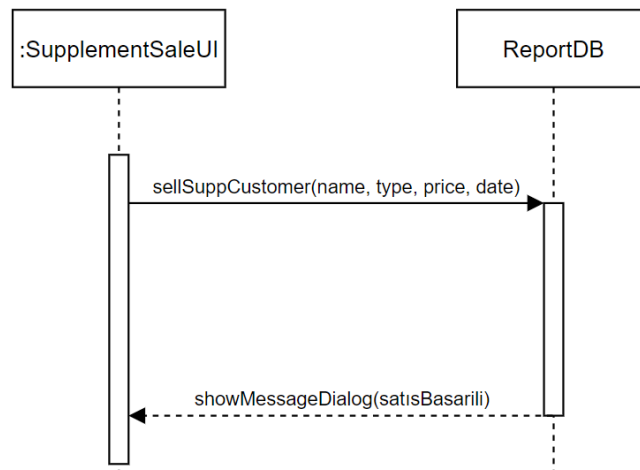 :SupplementSaleUI
ReportDB
sellSuppCustomer(name, type, price, date)
showMessageDialog(satısBasarili)